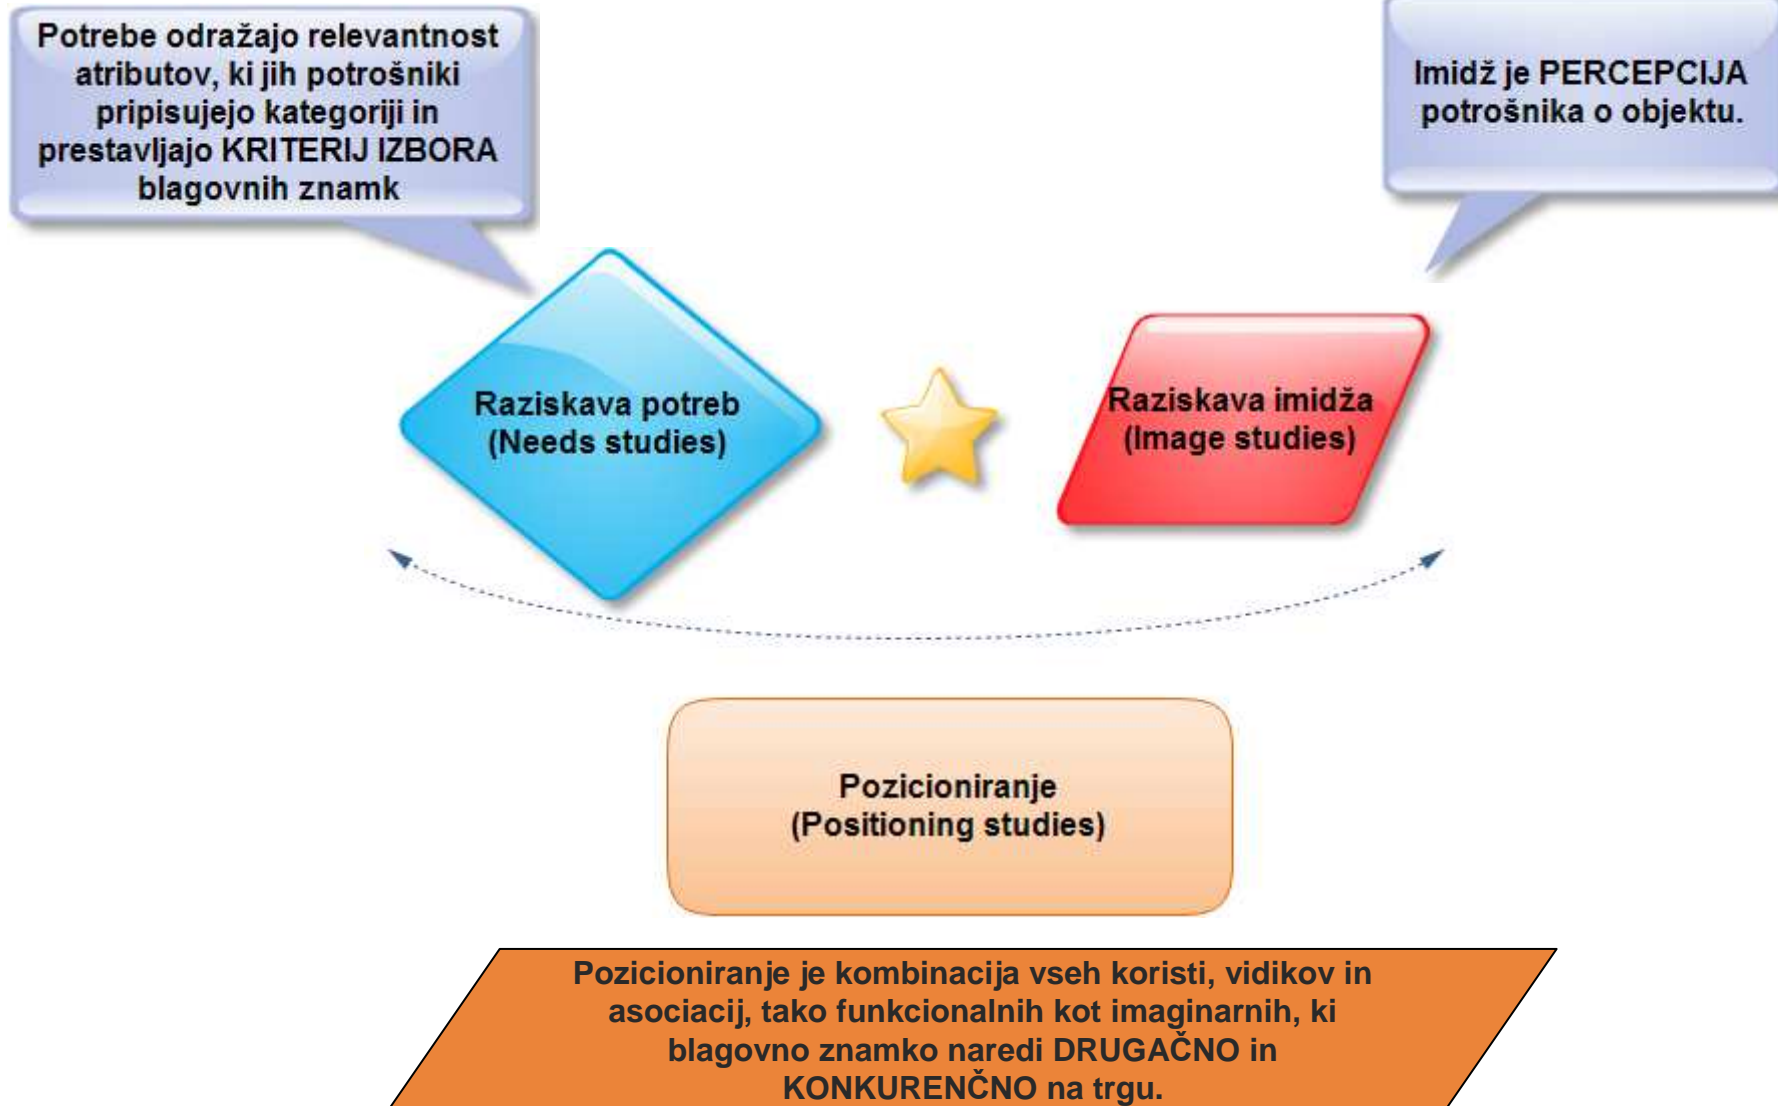 Potrebe odražajo relevantnost
atributov, ki jih potrošniki
pripisujejo kategoriji in
prestavljajo KRITERIJ IZBORA
blagovnih znamk
Imidž je PERCEPCIJA
potrošnika o objektu.
Raziskava potreb
(Needs studies)
Raziskava imidža
(Image studies)
Pozicioniranje
(Positioning studies)
Pozicioniranje je kombinacija vseh koristi, vidikov in
asociacij, tako funkcionalnih kot imaginarnih, ki
blagovno znamko naredi DRUGAČNO in
KONKURENČNO na trgu.